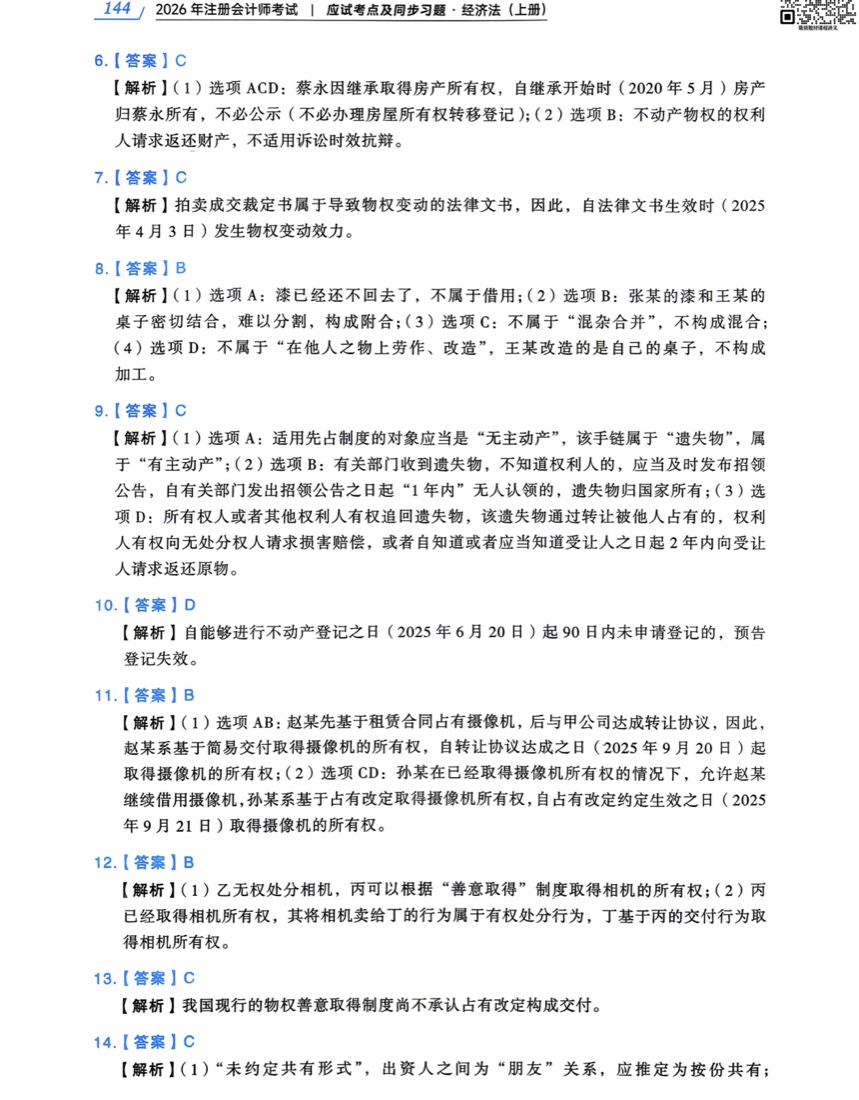 144 2026 年注册会计师考试 | 应试考点及同步习题·经济法（上册）
6.【答案】C
【解析】（1）选项 ACD：蔡永因继承取得房产所有权，自继承开始时（2020 年 5 月）房产
归蔡永所有，不必公示（不必办理房屋所有权转移登记）；（2）选项 B：不动产物权的权利
人请求返还财产，不适用诉讼时效抗辩。
7.【答案】C
【解析】拍卖成交裁定书属于导致物权变动的法律文书，因此，自法律文书生效时（2025
年 4 月 3 日）发生物权变动效力。
8.【答案】B
【解析】（1）选项 A：漆已经还不回去了，不属于借用；（2）选项 B：张某的漆和王某的
桌子密切结合，难以分割，构成附合；（3）选项 C：不属于“混杂合并”，不构成混合；
（4）选项 D：不属于“在他人之物上劳作、改造”，王某改造的是自己的桌子，不构成
加工。
9.【答案】C
【解析】（1）选项 A：适用先占制度的对象应当是“无主动产”，该手链属于“遗失物”，属
于“有主动产”；（2）选项 B：有关部门收到遗失物，不知道权利人的，应当及时发布招领
公告，自有关部门发出招领公告之日起“1 年内”无人认领的，遗失物归国家所有；（3）选
项 D：所有权人或者其他权利人有权追回遗失物，该遗失物通过转让被他人占有的，权利
人有权向无处分权人请求损害赔偿，或者自知道或者应当知道受让人之日起 2 年内向受让
人请求返还原物。
10.【答案】D
【解析】自能够进行不动产登记之日（2025 年 6 月 20 日）起 90 日内未申请登记的，预告
登记失效。
11.【答案】B
【解析】（1）选项 AB：赵某先基于租赁合同占有摄像机，后与甲公司达成转让协议，因此，
赵某系基于简易交付取得摄像机的所有权，自转让协议达成之日（2025 年 9 月 20 日）起
取得摄像机的所有权；（2）选项 CD：孙某在已经取得摄像机所有权的情况下，允许赵某
继续借用摄像机，孙某系基于占有改定取得摄像机所有权，自占有改定约定生效之日（2025
年 9 月 21 日）取得摄像机的所有权。
12.【答案】B
【解析】（1）乙无权处分相机，丙可以根据“善意取得”制度取得相机的所有权；（2）丙
已经取得相机所有权，其将相机卖给丁的行为属于有权处分行为，丁基于丙的交付行为取
得相机所有权。
13.【答案】C
【解析】我国现行的物权善意取得制度尚不承认占有改定构成交付。
14.【答案】C
【解析】（1）“未约定共有形式”，出资人之间为“朋友”关系，应推定为按份共有；